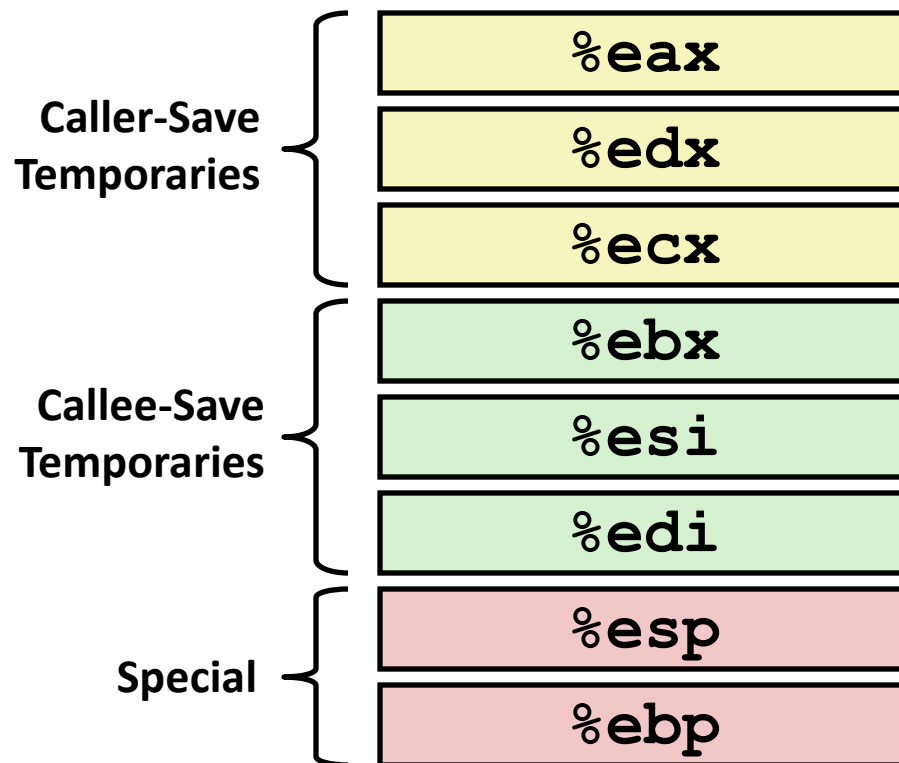 %eax
Caller-Save
Temporaries
%edx
%ecx
%ebx
Callee-Save
Temporaries
%esi
%edi
%esp
Special
%ebp